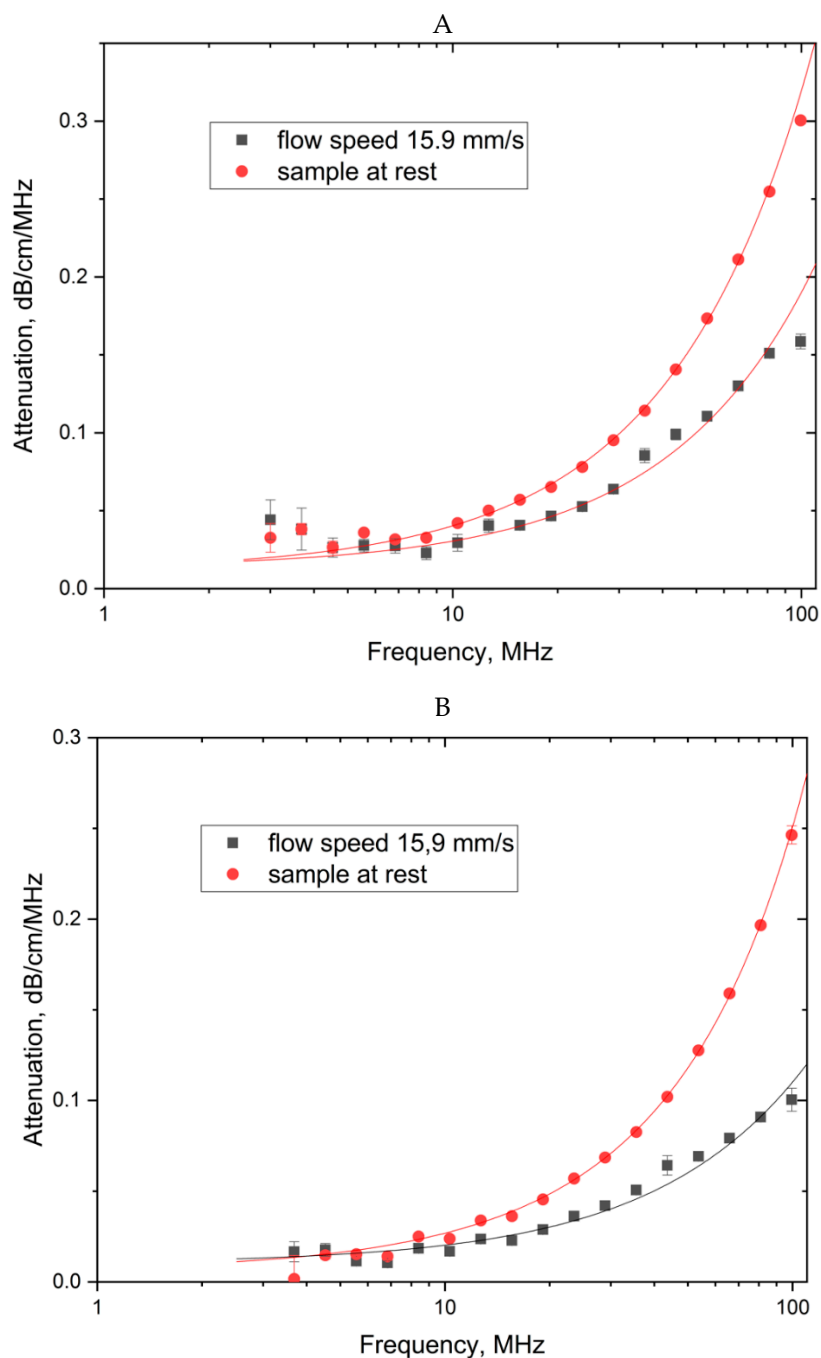 A
0.3
0.2
0.1
0.0
Attenuation, dB/cm/MHz
flow speed 15.9 mm/s
sample at rest
1
10
100
Frequency, MHz
B
0.3
0.2
0.1
0.0
Attenuation, dB/cm/MHz
flow speed 15,9 mm/s
sample at rest
1
10
100
Frequency, MHz